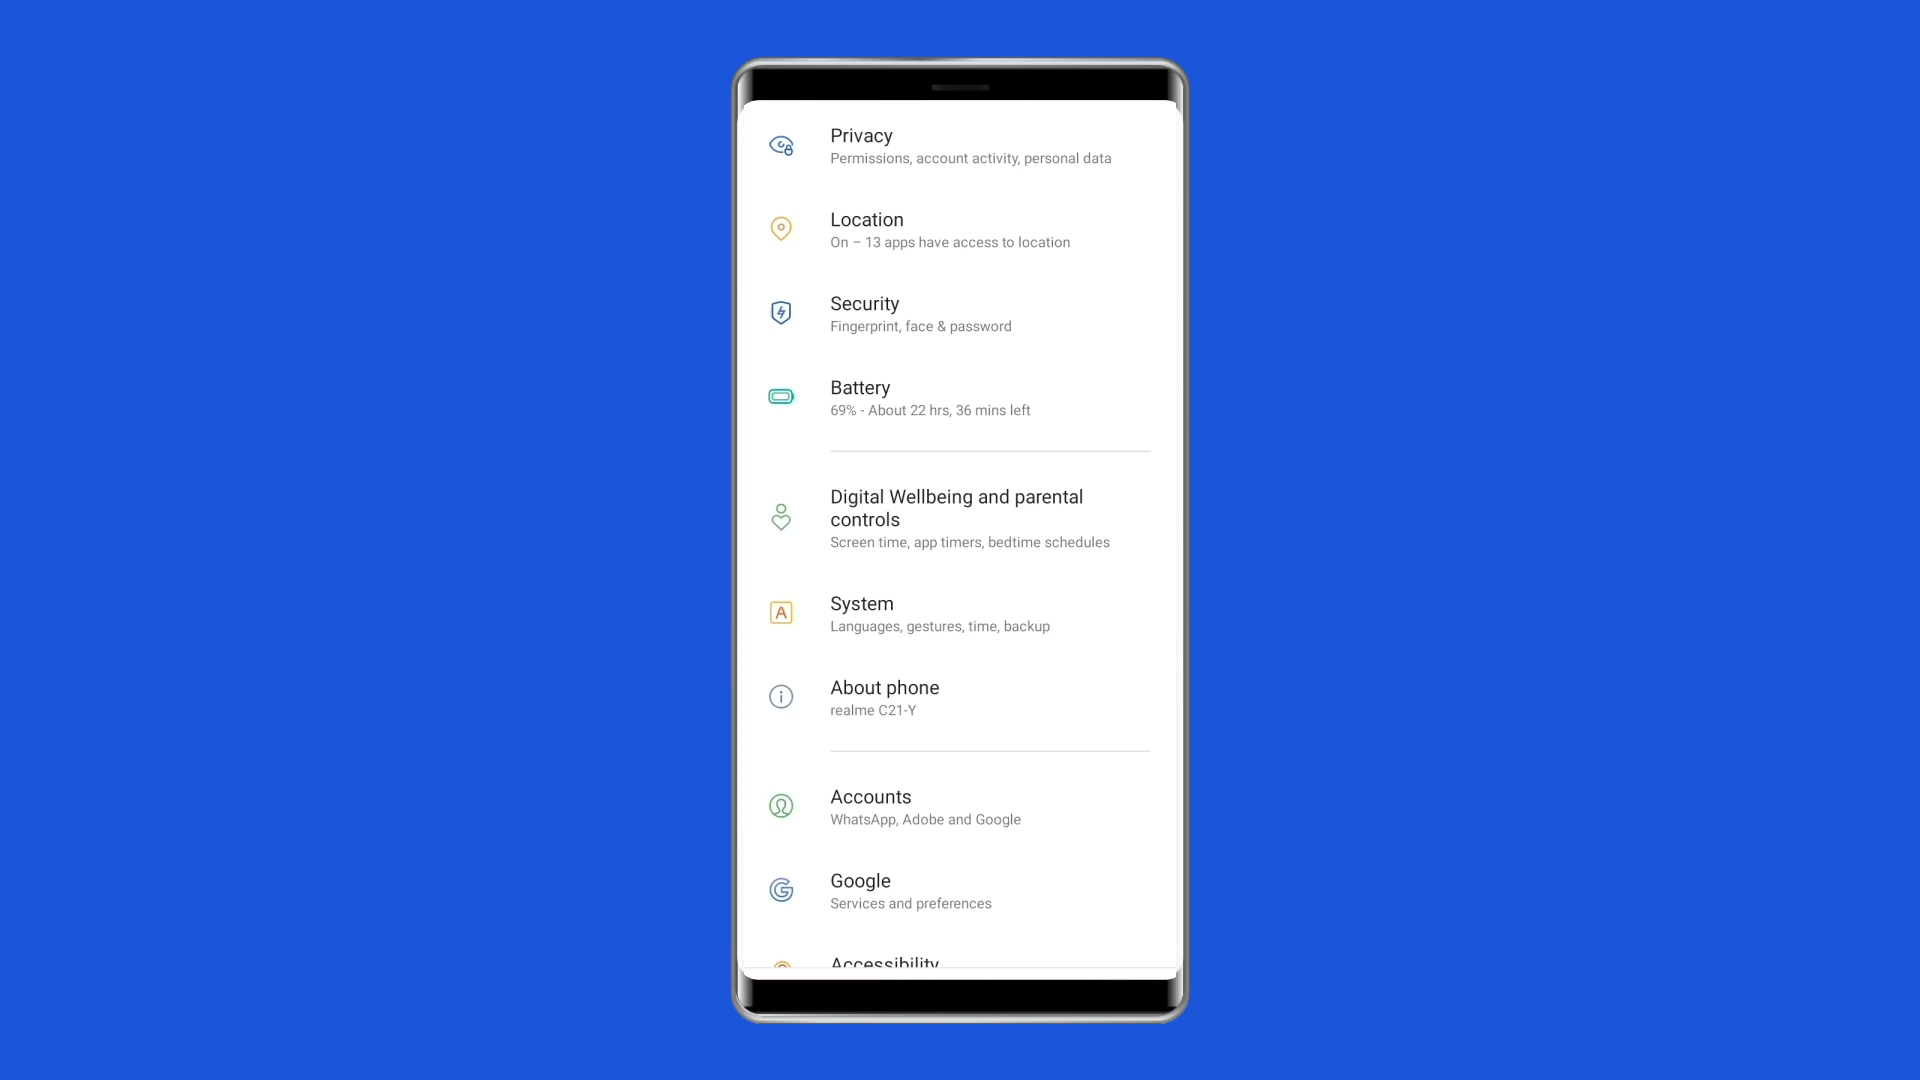 Privacy
Permissions, account activity, personal data
Location
On – 13 apps have access to location
Security
Fingerprint, face & password
Battery
69% - About 22 hrs, 36 mins left
Digital Wellbeing and parental
controls
Screen time, app timers, bedtime schedules
A
System
Languages, gestures, time, backup
About phone
realme C21-Y
Accounts
WhatsApp, Adobe and Google
Google
Services and preferences
Accessibility